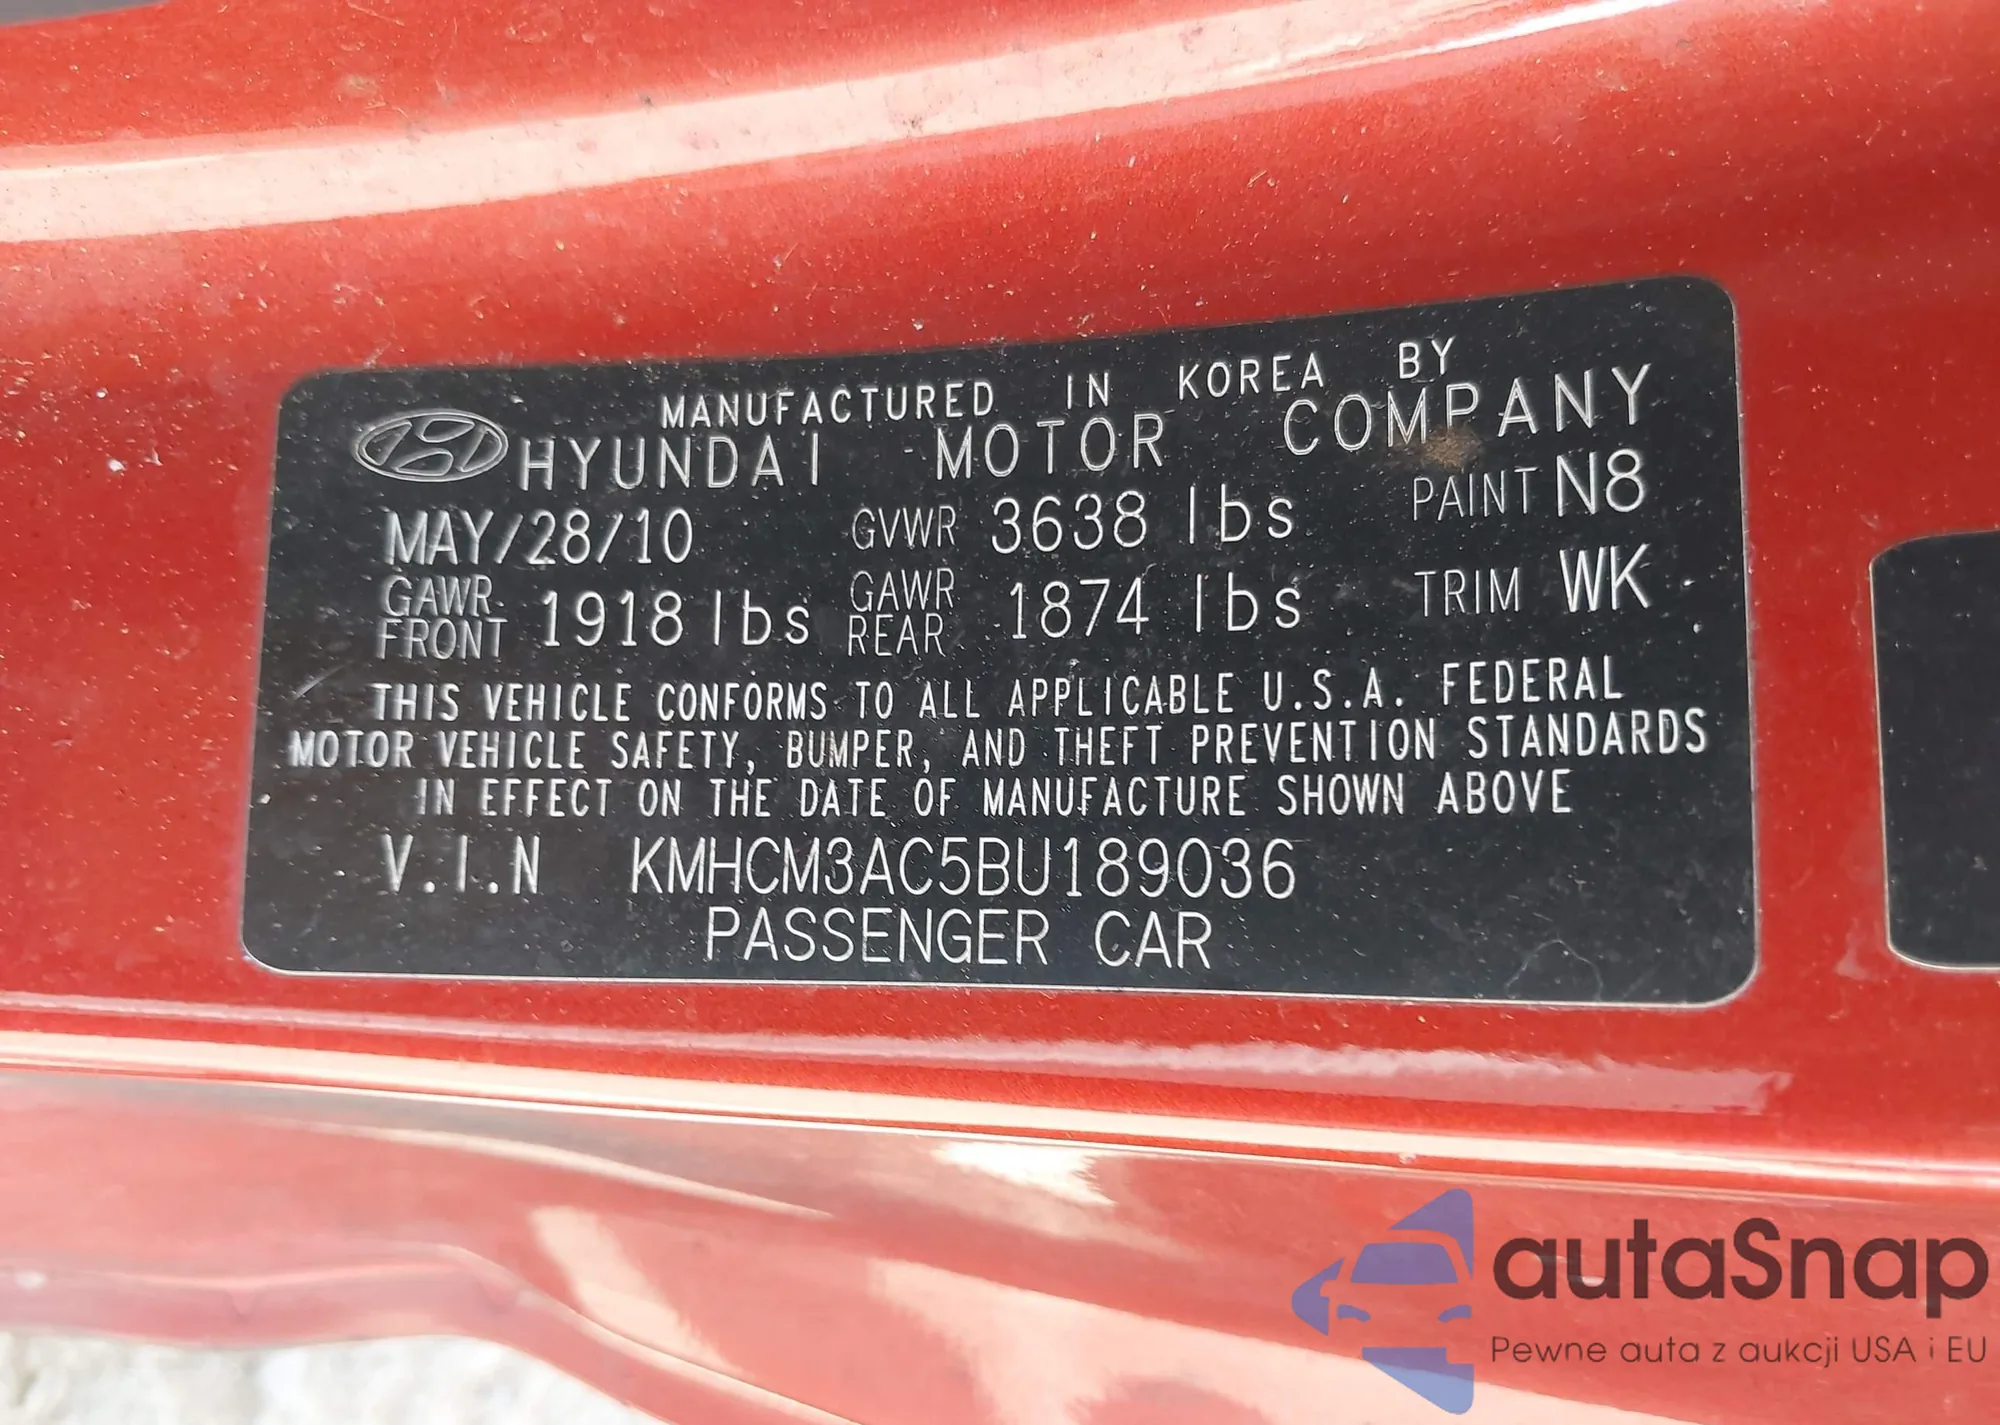 MANUFACTURED IN KOREA BY
HYUNDAI MOTOR COMPANY
MAY/28/10 GVWR 3638 lbs PAINT N8
GAWR FRONT 1918 lbs GAWR REAR 1874 lbs TRIM WK
THIS VEHICLE CONFORMS TO ALL APPLICABLE U.S.A. FEDERAL
MOTOR VEHICLE SAFETY, BUMPER, AND THEFT PREVENTION STANDARDS
IN EFFECT ON THE DATE OF MANUFACTURE SHOWN ABOVE
V.I.N KMHCM3AC5BU189036
PASSENGER CAR
autaSnap
Pewne auta z aukcji USA i EU